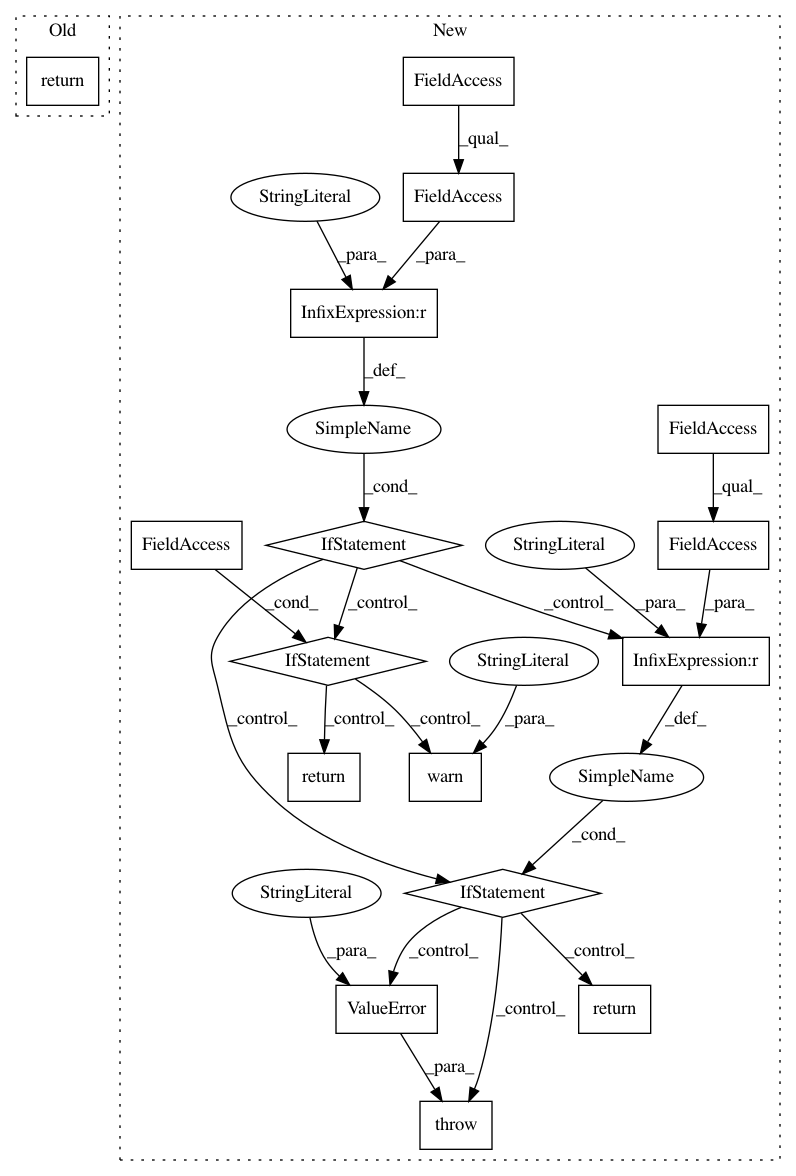 Old
New
return
FieldAccess
_qual_
StringLiteral
FieldAccess
_para_
_para_
InfixExpression:r
_def_
SimpleName
FieldAccess
_cond_
_qual_
FieldAccess
IfStatement
StringLiteral
FieldAccess
_cond_
_control_
_control_
_para_
_para_
IfStatement
StringLiteral
InfixExpression:r
_control_
_control_
_control_
_para_
_def_
return
warn
SimpleName
_cond_
StringLiteral
IfStatement
_para_
_control_
_control_
ValueError
_control_
return
_para_
throw